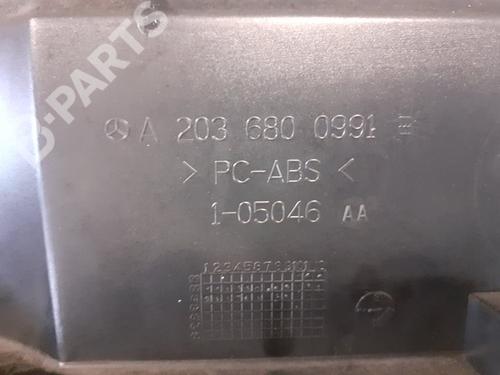 B-PARTS
A 203 680 0991
> PC-ABS <
1-05046 AA